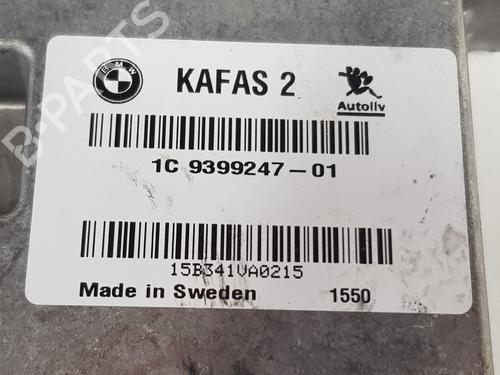 BMW
KAFAS 2
Autoliv
1C 9399247-01
15B341VA0215
Made in Sweden 1550
B-PARTS